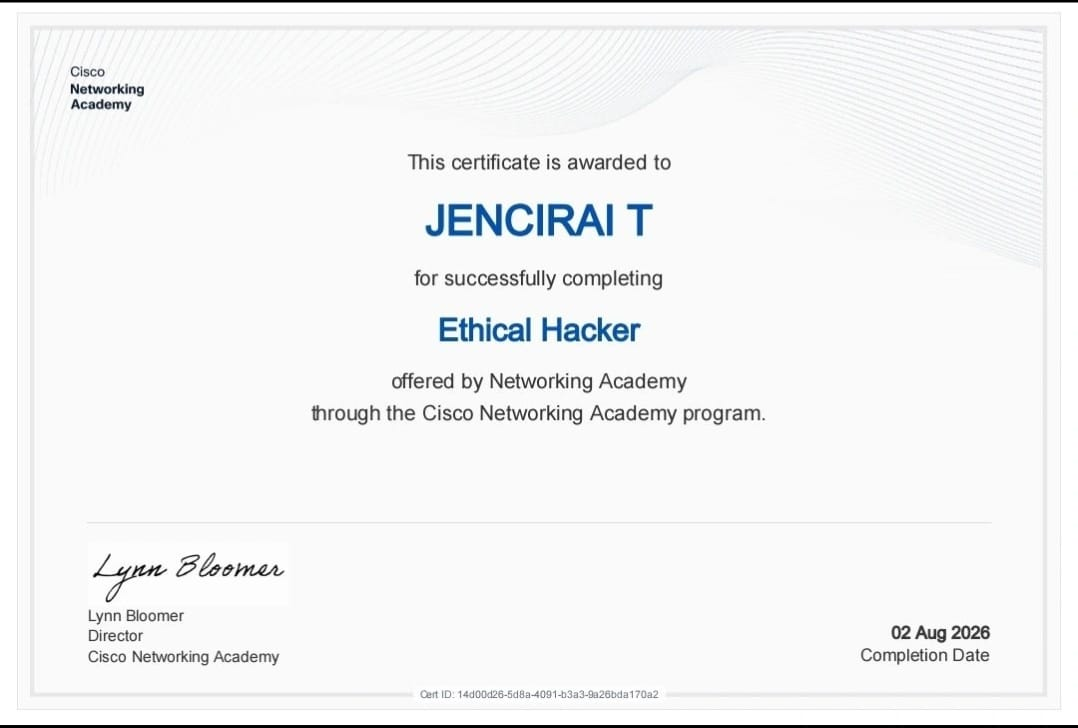 Cisco
Networking
Academy
This certificate is awarded to
JENCIRAI T
for successfully completing
Ethical Hacker
offered by Networking Academy
through the Cisco Networking Academy program.
Lynn Bloomer
Lynn Bloomer
Director
Cisco Networking Academy
02 Aug 2026
Completion Date
Cert ID: 14d00d26-5d8a-4091-b3a3-9a26bda170a2